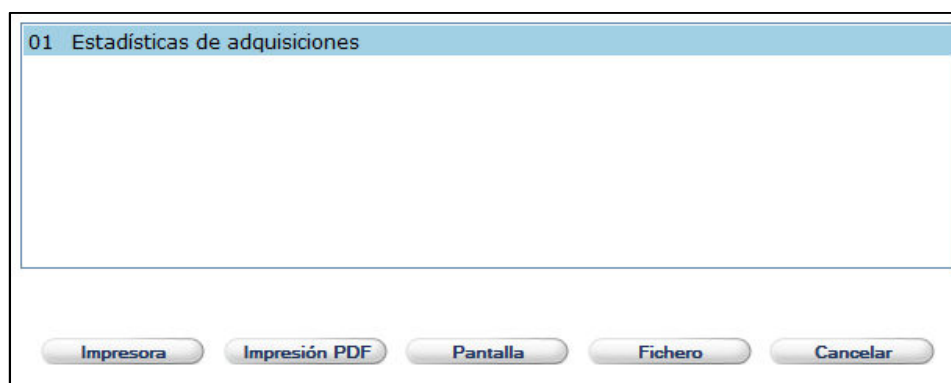 01 Estadísticas de adquisiciones
Impresora Impresión PDF Pantalla Fichero Cancelar